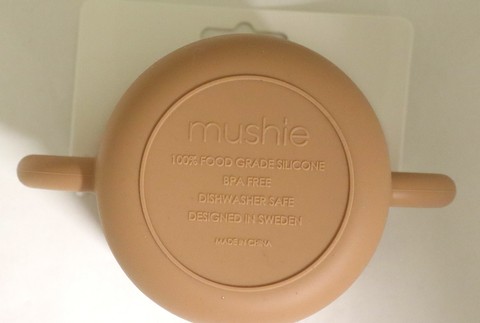 mushie
100% FOOD GRADE SILICONE
BPA FREE
DISHWASHER SAFE
DESIGNED IN SWEDEN
MADE IN CHINA